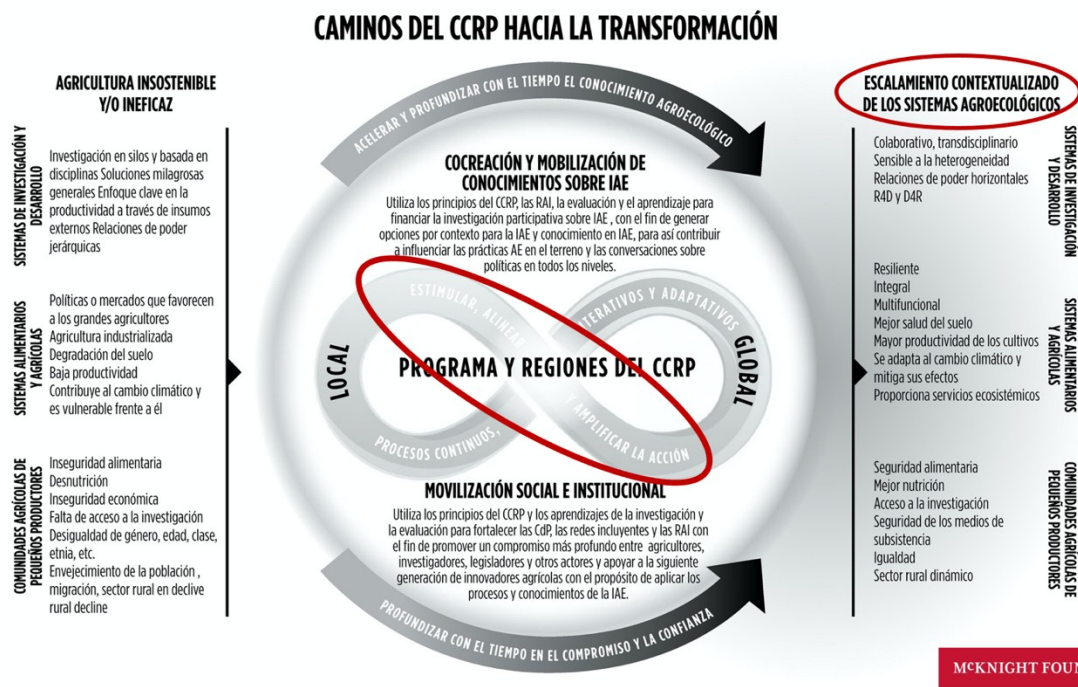 CAMINOS DEL CCRP HACIA LA TRANSFORMACIÓN
AGRICULTURA INSOSTENIBLE
Y/O INEFICAZ
SISTEMAS DE INVESTIGACIÓN Y
DESARROLLO
Investigación en silos y basada en
disciplinas Soluciones milagrosas
generales Enfoque clave en la
productividad a través de insumos
externos Relaciones de poder
jerárquicas
SISTEMAS ALIMENTARIOS
Y AGRÍCOLAS
Políticas o mercados que favorecen
a los grandes agricultores
Agricultura industrializada
Degradación del suelo
Baja productividad
Contribuye al cambio climático y
es vulnerable frente a él
COMUNIDADES AGRÍCOLAS DE
PEQUEÑOS PRODUCTORES
Inseguridad alimentaria
Desnutrición
Inseguridad económica
Falta de acceso a la investigación
Desigualdad de género, edad, clase,
etnia, etc.
Envejecimiento de la población ,
migración, sector rural en declive
rural decline
ACELERAR Y PROFUNDIZAR CON EL TIEMPO EL CONOCIMIENTO AGROECOLÓGICO
COCREACIÓN Y MOBILIZACIÓN DE
CONOCIMIENTOS SOBRE IAE
Utiliza los principios del CCRP, las RAI, la evaluación y el aprendizaje para
financiar la investigación participativa sobre IAE , con el fin de generar
opciones por contexto para la IAE y conocimiento en IAE, para así contribuir
a influenciar las prácticas AE en el terreno y las conversaciones sobre
políticas en todos los niveles.
ESTIMULAR, ALINEAR
ITERATIVOS Y ADAPTATIVOS
LOCAL
PROGRAMA Y REGIONES DEL CCRP
GLOBAL
PROCESOS CONTINUOS,
Y AMPLIFICAR LA ACCIÓN
MOVILIZACIÓN SOCIAL E INSTITUCIONAL
Utiliza los principios del CCRP y los aprendizajes de la investigación y
la evaluación para fortalecer las CdP, las redes incluyentes y las RAI con
el fin de promover un compromiso más profundo entre agricultores,
investigadores, legisladores y otros actores y apoyar a la siguiente
generación de innovadores agrícolas con el propósito de aplicar los
procesos y conocimientos de la IAE.
PROFUNDIZAR CON EL TIEMPO EN EL COMPROMISO Y LA CONFIANZA
ESCALAMIENTO CONTEXTUALIZADO
DE LOS SISTEMAS AGROECOLÓGICOS
Colaborativo, transdisciplinario
Sensible a la heterogeneidad
Relaciones de poder horizontales
R4D y D4R
SISTEMAS DE INVESTIGACIÓN
Y DESARROLLO
Resiliente
Integral
Multifuncional
Mejor salud del suelo
Mayor productividad de los cultivos
Se adapta al cambio climático y
mitiga sus efectos
Proporciona servicios ecosistémicos
SISTEMAS ALIMENTARIOS
Y AGRÍCOLAS
Seguridad alimentaria
Mejor nutrición
Acceso a la investigación
Seguridad de los medios de
subsistencia
Igualdad
Sector rural dinámico
COMUNIDADES AGRÍCOLAS DE
PEQUEÑOS PRODUCTORES
McKNIGHT FOUN